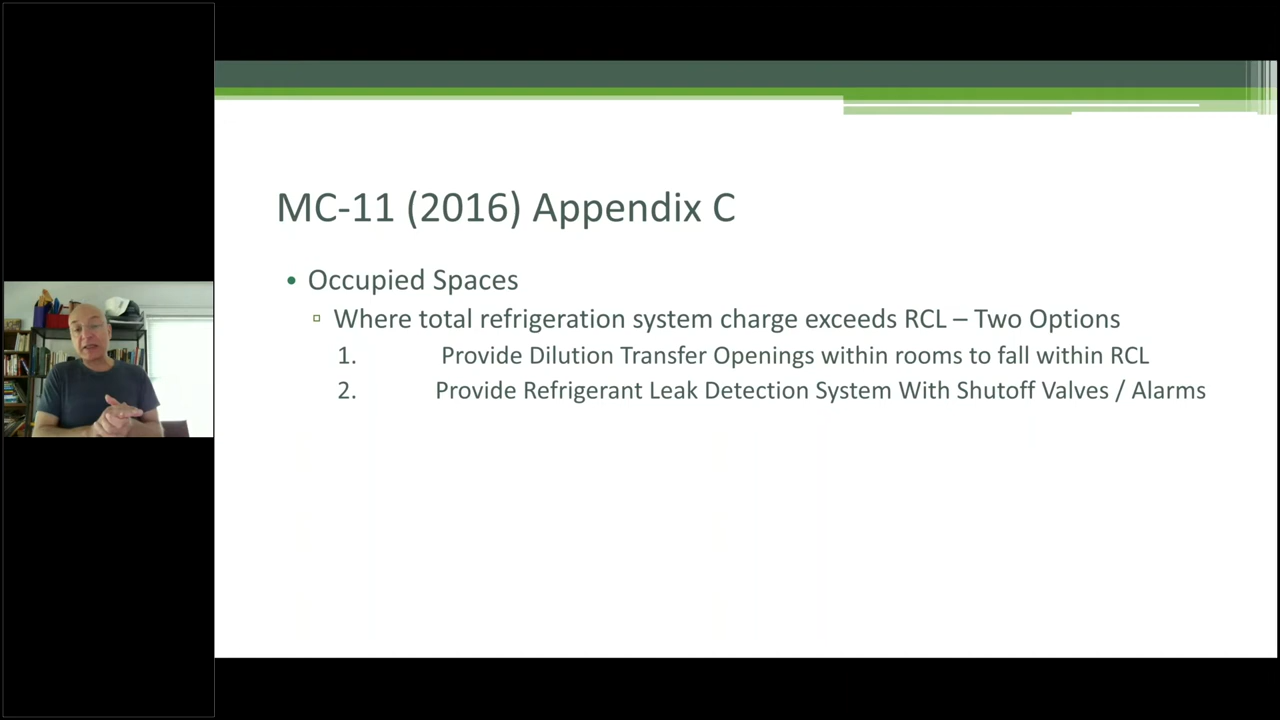 MC-11 (2016) Appendix C
• Occupied Spaces
▫ Where total refrigeration system charge exceeds RCL – Two Options
1. Provide Dilution Transfer Openings within rooms to fall within RCL
2. Provide Refrigerant Leak Detection System With Shutoff Valves / Alarms